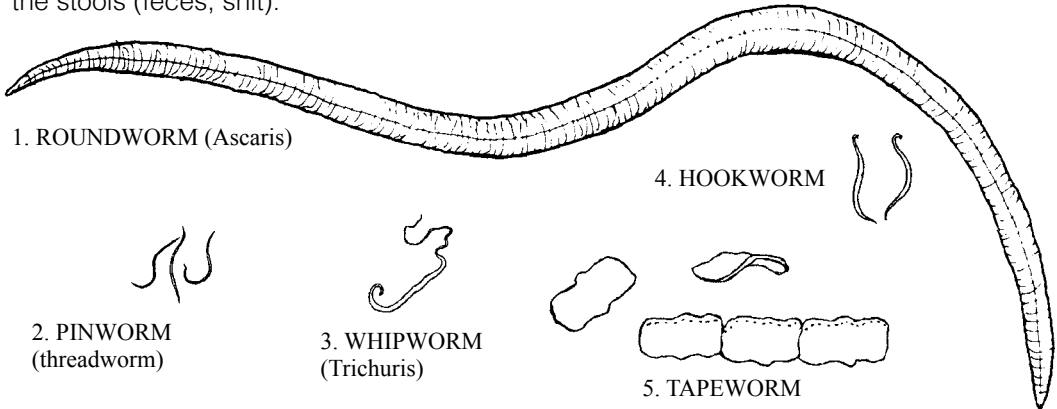 the stools (feces, shit).
1. ROUNDWORM (Ascaris)
4. HOOKWORM
2. PINWORM
(threadworm)
3. WHIPWORM
(Trichuris)
5. TAPEWORM